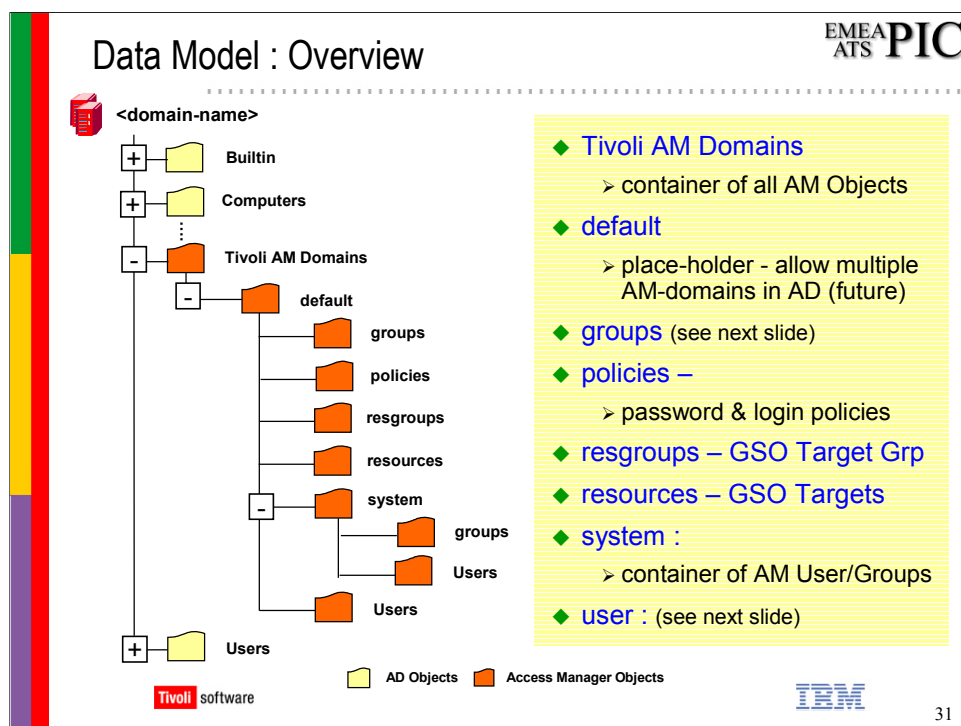 Data Model : Overview
EMEA
ATS PIC
<domain-name>
+ Builtin
+ Computers
- Tivoli AM Domains
- default
groups
policies
resgroups
resources
- system
groups
Users
Users
+ Users
◆ Tivoli AM Domains
➢ container of all AM Objects
◆ default
➢ place-holder - allow multiple
AM-domains in AD (future)
◆ groups (see next slide)
◆ policies –
➢ password & login policies
◆ resgroups – GSO Target Grp
◆ resources – GSO Targets
◆ system :
➢ container of AM User/Groups
◆ user : (see next slide)
AD Objects Access Manager Objects
Tivoli software
IBM
31